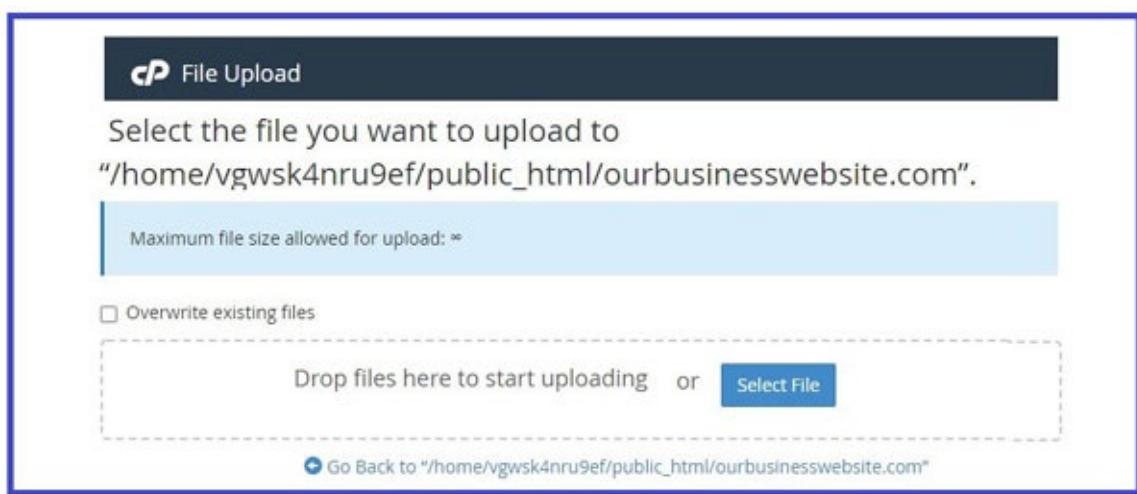 cP File Upload
Select the file you want to upload to
“/home/vgwsk4nru9ef/public_html/ourbusinesswebsite.com”.
Maximum file size allowed for upload: ∞
Overwrite existing files
Drop files here to start uploading or Select File
Go Back to “/home/vgwsk4nru9ef/public_html/ourbusinesswebsite.com”